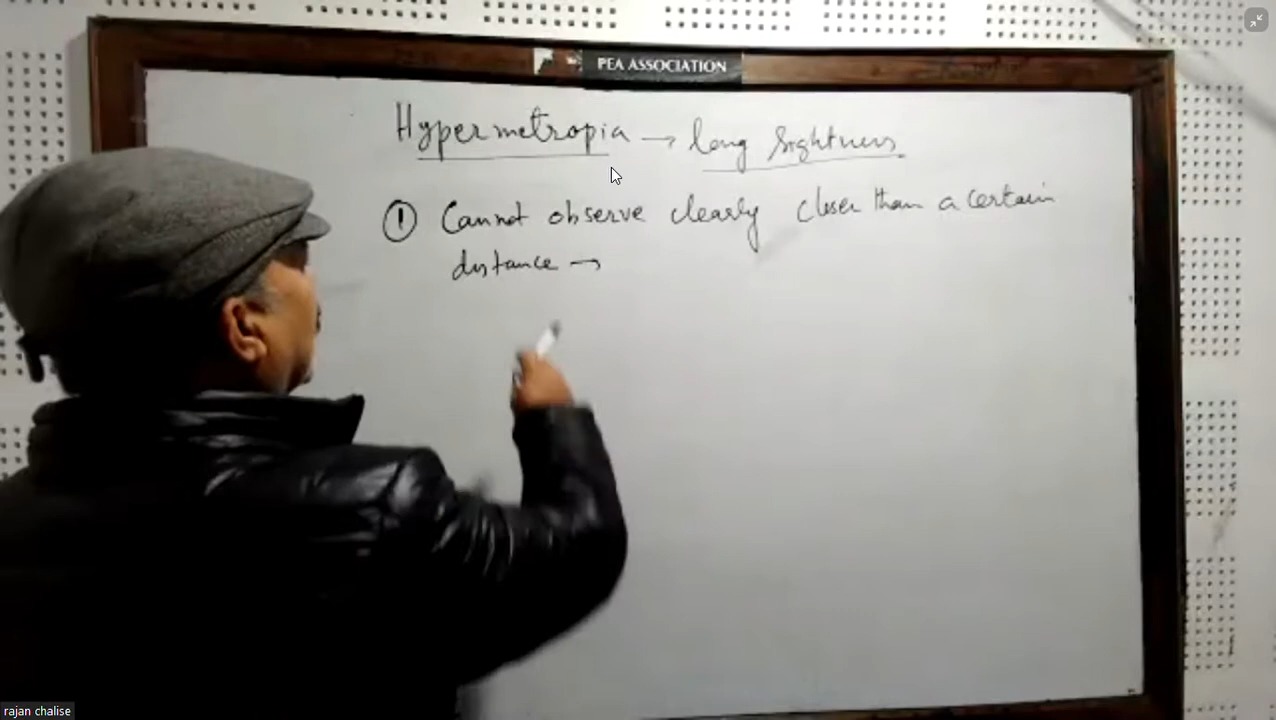 PEA ASSOCIATION
Hypermetropia → long Sightness
① Cannot observe clearly closer than a certain
distance →
rajan chalise